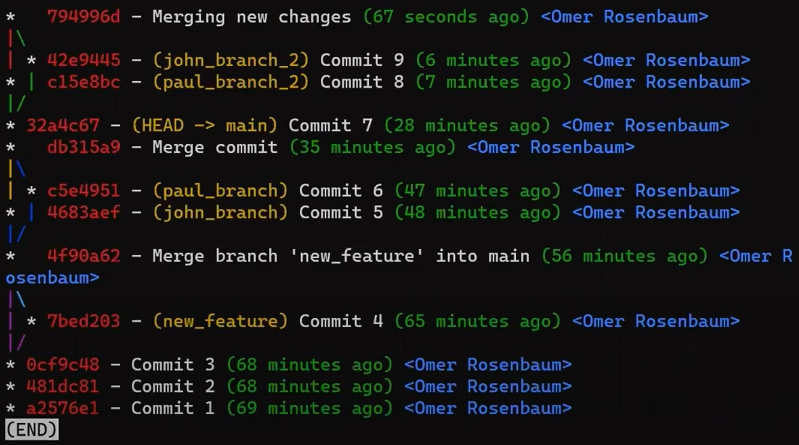 *   794996d - Merging new changes (67 seconds ago) <Omer Rosenbaum>
|\
| * 42e9445 - (john_branch_2) Commit 9 (6 minutes ago) <Omer Rosenbaum>
* | c15e8bc - (paul_branch_2) Commit 8 (7 minutes ago) <Omer Rosenbaum>
|/
* 32a4c67 - (HEAD -> main) Commit 7 (28 minutes ago) <Omer Rosenbaum>
*   db315a9 - Merge commit (35 minutes ago) <Omer Rosenbaum>
|\
| * c5e4951 - (paul_branch) Commit 6 (47 minutes ago) <Omer Rosenbaum>
* | 4683aef - (john_branch) Commit 5 (48 minutes ago) <Omer Rosenbaum>
|/
*   4f90a62 - Merge branch 'new_feature' into main (56 minutes ago) <Omer R
osenbaum>
|\
| * 7bed203 - (new_feature) Commit 4 (65 minutes ago) <Omer Rosenbaum>
|/
* 0cf9c48 - Commit 3 (68 minutes ago) <Omer Rosenbaum>
* 481dc81 - Commit 2 (68 minutes ago) <Omer Rosenbaum>
* a2576e1 - Commit 1 (69 minutes ago) <Omer Rosenbaum>
(END)